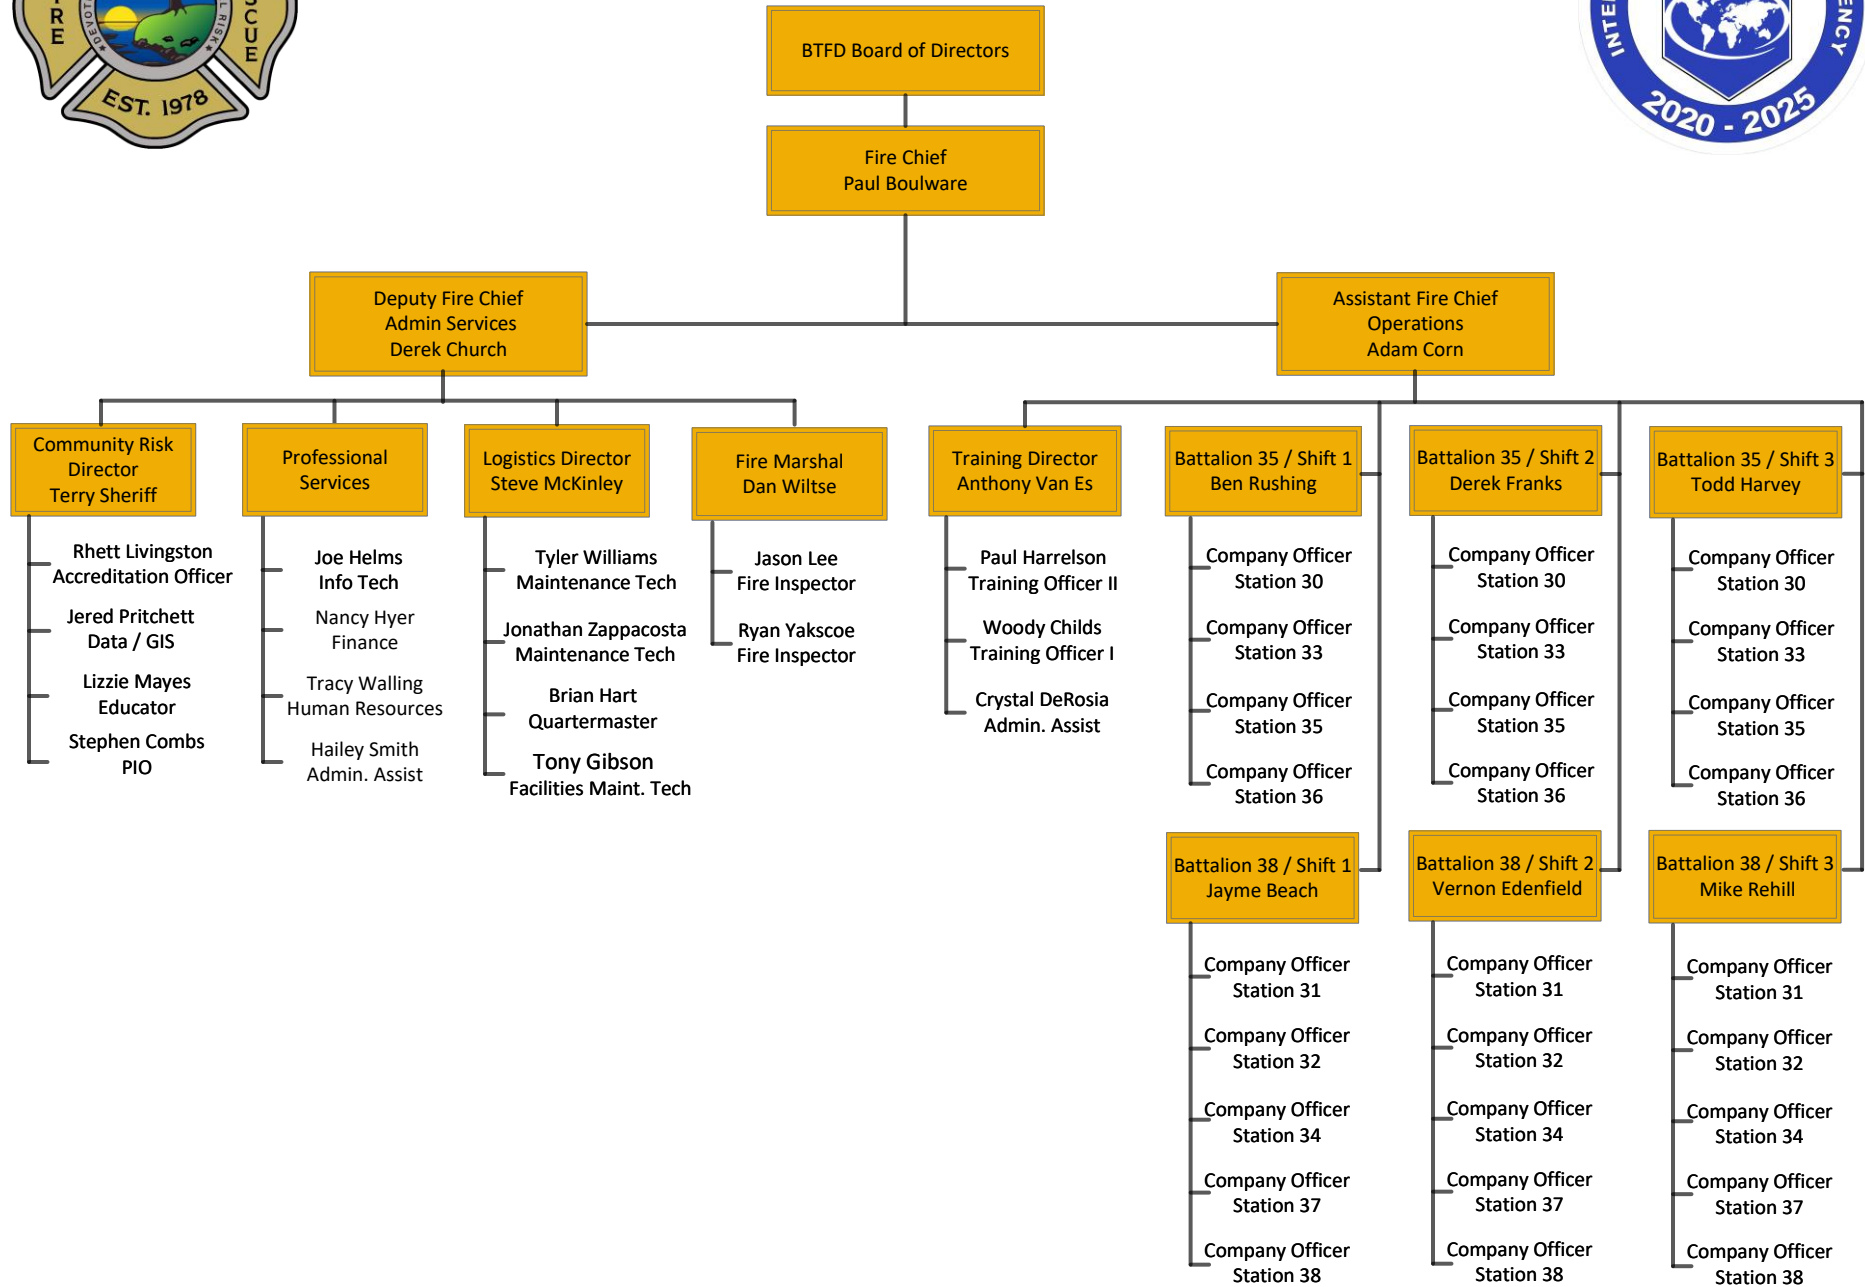 FIRE
RESCUE
DEVOT
L RISK
EST. 1978
INTE
ENCY
2020 - 2025
BTFD Board of Directors
Fire Chief
Paul Boulware
Deputy Fire Chief
Admin Services
Derek Church
Assistant Fire Chief
Operations
Adam Corn
Community Risk
Director
Terry Sheriff
Rhett Livingston
Accreditation Officer
Jered Pritchett
Data / GIS
Lizzie Mayes
Educator
Stephen Combs
PIO
Professional
Services
Joe Helms
Info Tech
Nancy Hyer
Finance
Tracy Walling
Human Resources
Hailey Smith
Admin. Assist
Logistics Director
Steve McKinley
Tyler Williams
Maintenance Tech
Jonathan Zappacosta
Maintenance Tech
Brian Hart
Quartermaster
Tony Gibson
Facilities Maint. Tech
Fire Marshal
Dan Wiltse
Jason Lee
Fire Inspector
Ryan Yakscoe
Fire Inspector
Training Director
Anthony Van Es
Paul Harrelson
Training Officer II
Woody Childs
Training Officer I
Crystal DeRosia
Admin. Assist
Battalion 35 / Shift 1
Ben Rushing
Company Officer
Station 30
Company Officer
Station 33
Company Officer
Station 35
Company Officer
Station 36
Battalion 35 / Shift 2
Derek Franks
Company Officer
Station 30
Company Officer
Station 33
Company Officer
Station 35
Company Officer
Station 36
Battalion 35 / Shift 3
Todd Harvey
Company Officer
Station 30
Company Officer
Station 33
Company Officer
Station 35
Company Officer
Station 36
Battalion 38 / Shift 1
Jayme Beach
Company Officer
Station 31
Company Officer
Station 32
Company Officer
Station 34
Company Officer
Station 37
Company Officer
Station 38
Battalion 38 / Shift 2
Vernon Edenfield
Company Officer
Station 31
Company Officer
Station 32
Company Officer
Station 34
Company Officer
Station 37
Company Officer
Station 38
Battalion 38 / Shift 3
Mike Rehill
Company Officer
Station 31
Company Officer
Station 32
Company Officer
Station 34
Company Officer
Station 37
Company Officer
Station 38